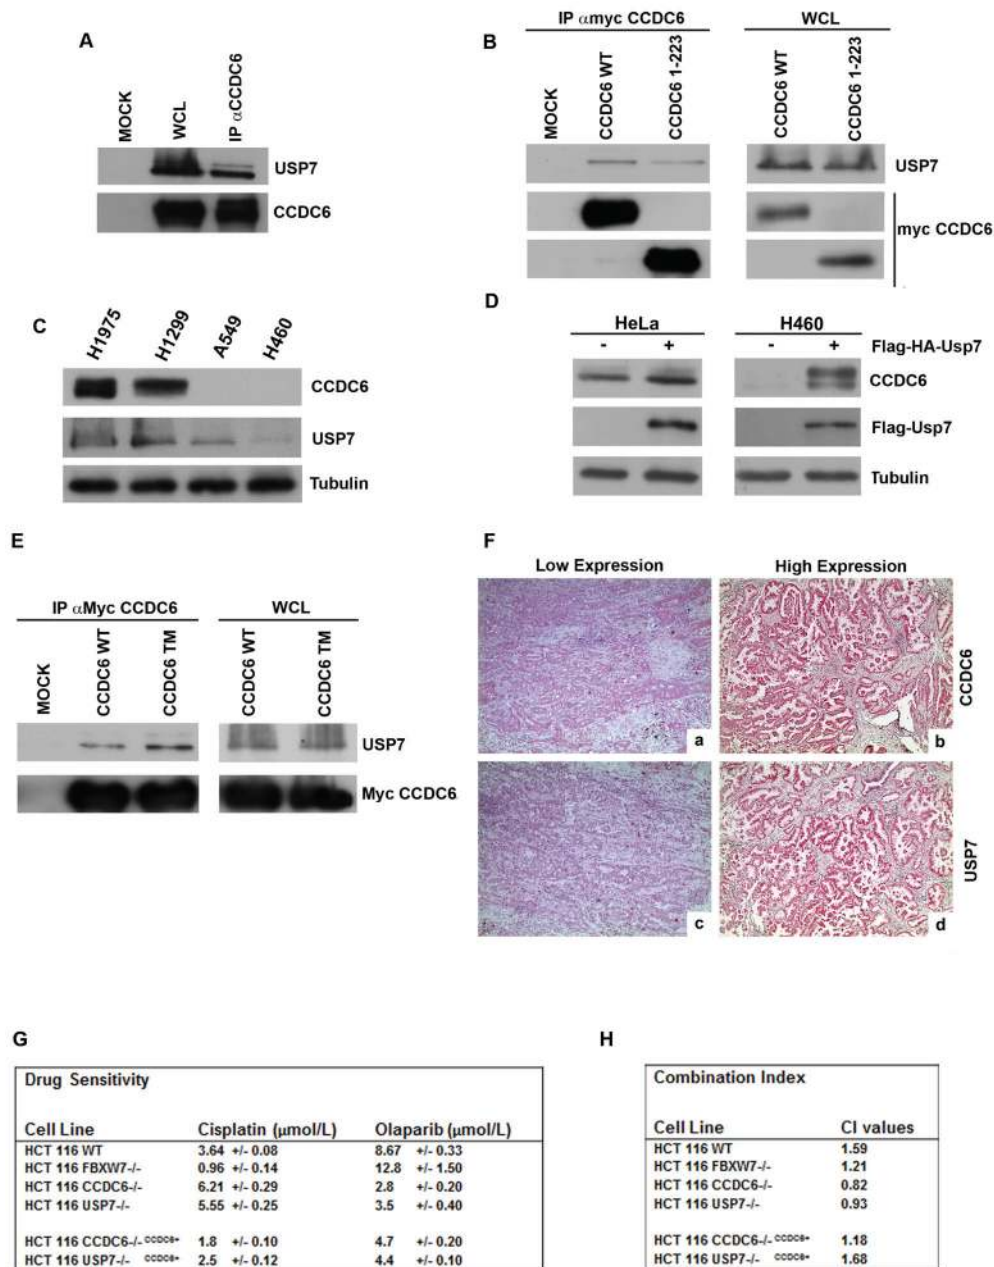 A
MOCK
WCL
IP αCCDC6
USP7
CCDC6
B
IP αmyc CCDC6
WCL
MOCK
CCDC6 WT
CCDC6 1-223
CCDC6 WT
CCDC6 1-223
USP7
myc CCDC6
C
H1975
H1299
A549
H460
CCDC6
USP7
Tubulin
D
HeLa
H460
- + - + Flag-HA-Usp7
CCDC6
Flag-Usp7
Tubulin
E
IP αMyc CCDC6
WCL
MOCK
CCDC6 WT
CCDC6 TM
CCDC6 WT
CCDC6 TM
USP7
Myc CCDC6
F
Low Expression
High Expression
CCDC6
a
b
USP7
c
d
G
Drug Sensitivity
Cell Line Cisplatin (µmol/L) Olaparib (µmol/L)
HCT 116 WT 3.64 +/- 0.08 8.67 +/- 0.33
HCT 116 FBXW7-/- 0.96 +/- 0.14 12.8 +/- 1.50
HCT 116 CCDC6-/- 6.21 +/- 0.29 2.8 +/- 0.20
HCT 116 USP7-/- 5.55 +/- 0.25 3.5 +/- 0.40
HCT 116 CCDC6-/- CCDC6+ 1.8 +/- 0.10 4.7 +/- 0.20
HCT 116 USP7-/- CCDC6+ 2.5 +/- 0.12 4.4 +/- 0.10
H
Combination Index
Cell Line CI values
HCT 116 WT 1.59
HCT 116 FBXW7-/- 1.21
HCT 116 CCDC6-/- 0.82
HCT 116 USP7-/- 0.93
HCT 116 CCDC6-/- CCDC6+ 1.18
HCT 116 USP7-/- CCDC6+ 1.68